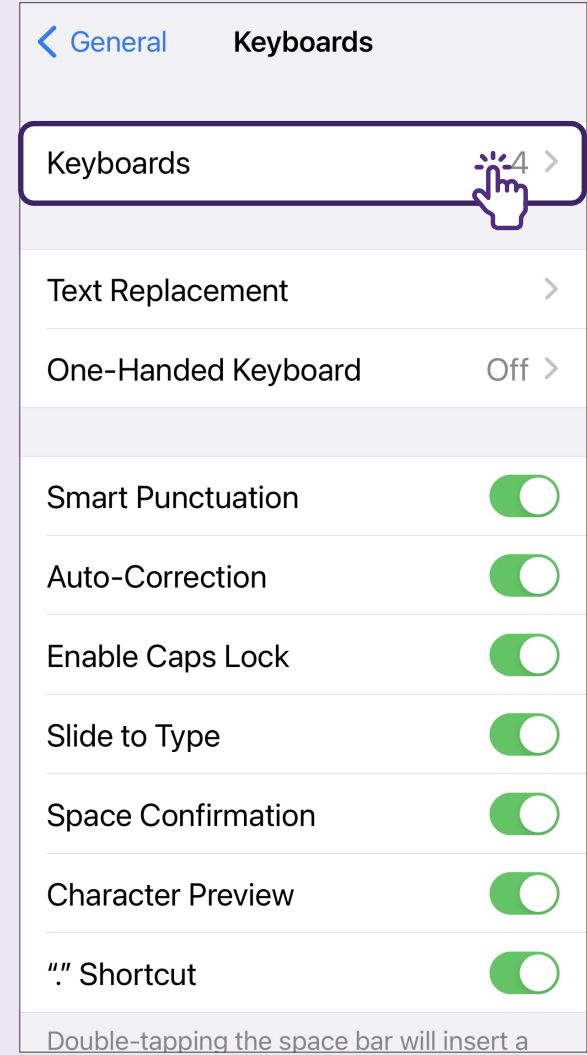 General Keyboards
Keyboards 4
Text Replacement
One-Handed Keyboard Off
Smart Punctuation
Auto-Correction
Enable Caps Lock
Slide to Type
Space Confirmation
Character Preview
“.” Shortcut
Double-tapping the space bar will insert a